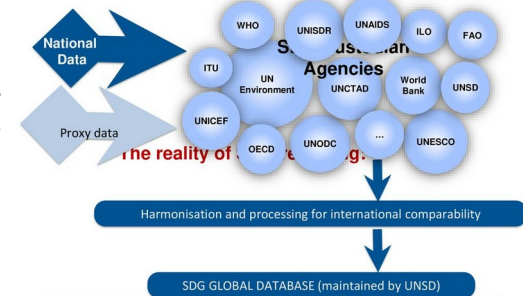 National
Data
Proxy data
WHO
UNISDR
UNAIDS
ILO
FAO
Agencies
ITU
UN
Environment
UNCTAD
World
Bank
UNSD
UNICEF
OECD
UNODC
...
UNESCO
The reality of
Harmonisation and processing for international comparability
SDG GLOBAL DATABASE (maintained by UNSD)